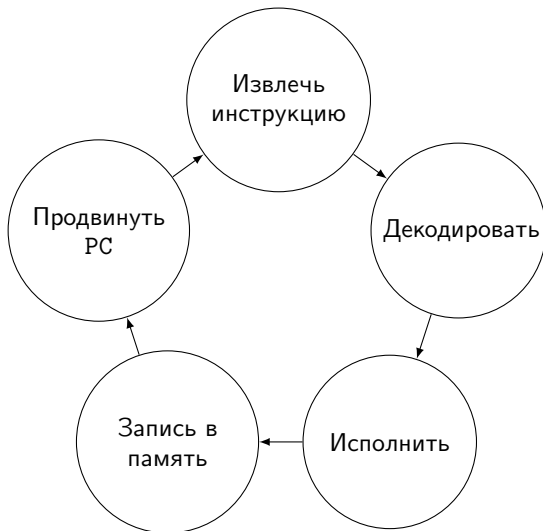 Извлечь
инструкцию
Декодировать
Исполнить
Запись в
память
Продвинуть
PC